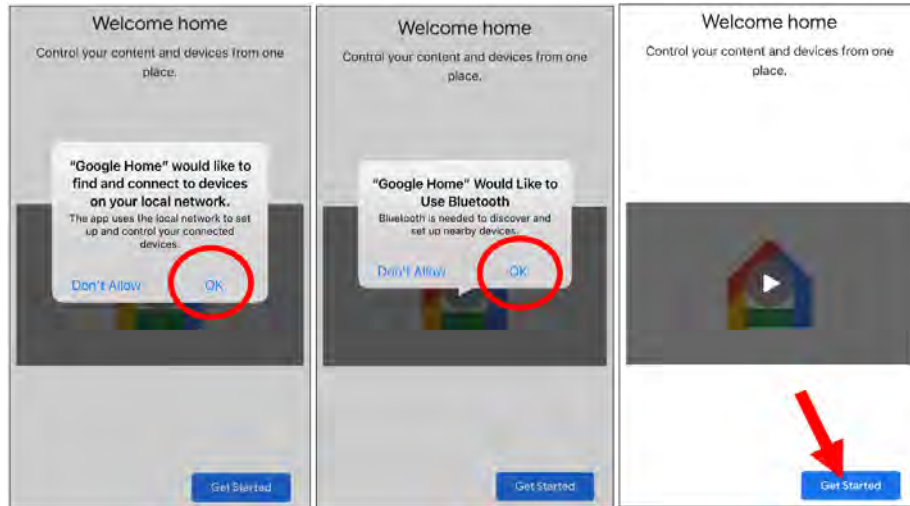 Welcome home
Control your content and devices from one
place.
"Google Home" would like to
find and connect to devices
on your local network.
The app uses the local network to set
up and control your connected
devices.
Don't Allow
OK
Get Started
Welcome home
Control your content and devices from one
place.
"Google Home" Would Like to
Use Bluetooth
Bluetooth is needed to discover and
set up nearby devices.
Don't Allow
OK
Get Started
Welcome home
Control your content and devices from one
place.
Get Started